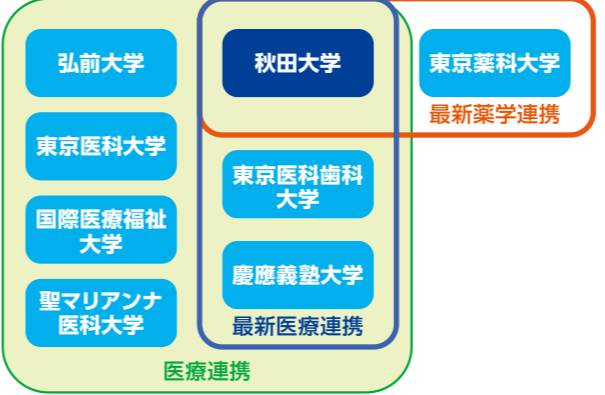 弘前大学
秋田大学
東京薬科大学
最新薬学連携
東京医科大学
東京医科歯科
大学
国際医療福祉
大学
慶應義塾大学
聖マリアンナ
医科大学
最新医療連携
医療連携